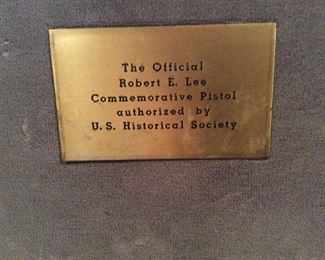 The Official
Robert E. Lee
Commemorative Pistol
authorized by
U.S. Historical Society